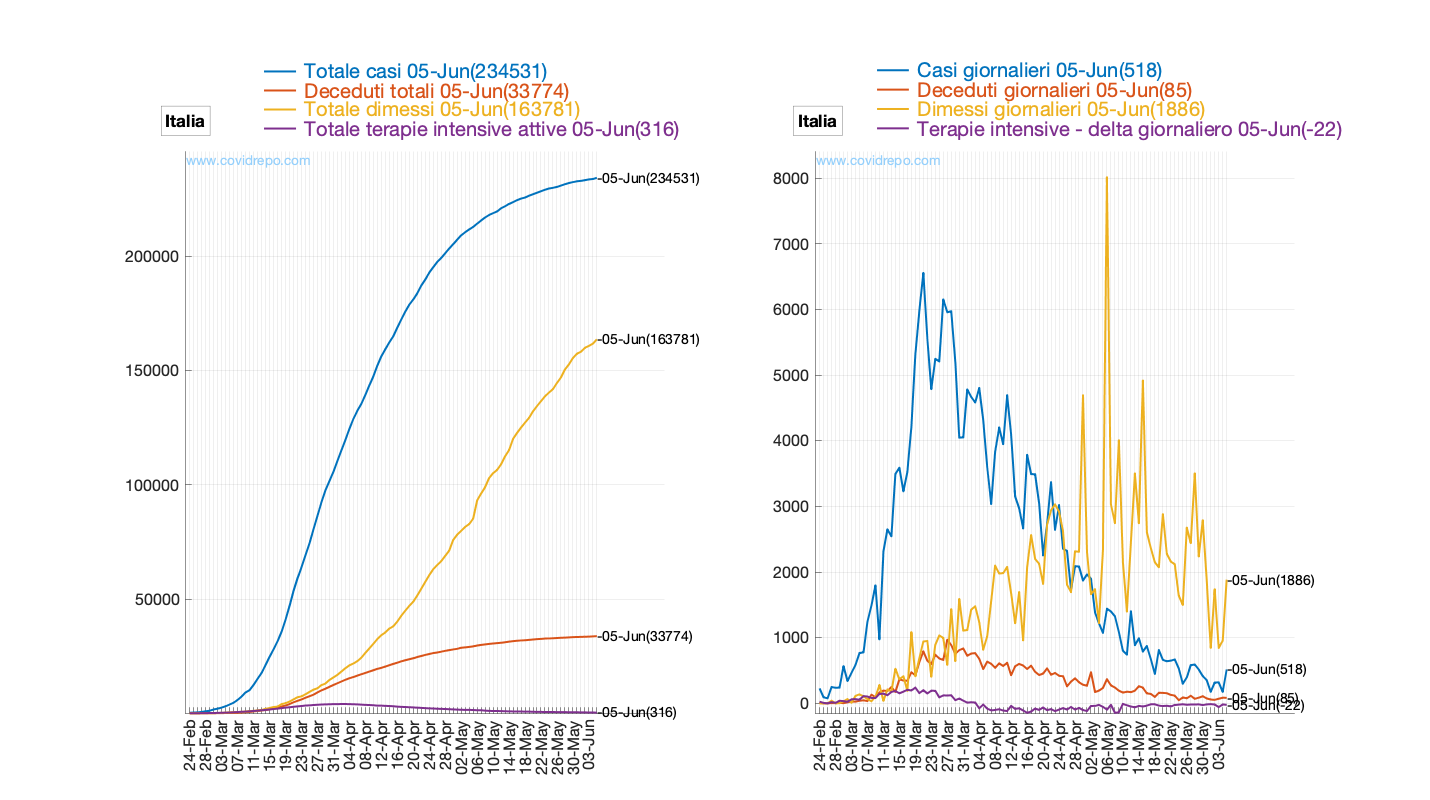 Totale casi 05-Jun(234531)
Deceduti totali 05-Jun(33774)
Totale dimessi 05-Jun(163781)
Totale terapie intensive attive 05-Jun(316)
Italia
www.covidrepo.com
05-Jun(234531)
200000
05-Jun(163781)
150000
100000
50000
05-Jun(33774)
05-Jun(316)
24-Feb
28-Feb
03-Mar
07-Mar
11-Mar
15-Mar
19-Mar
23-Mar
27-Mar
31-Mar
04-Apr
08-Apr
12-Apr
16-Apr
20-Apr
24-Apr
28-Apr
02-May
06-May
10-May
14-May
18-May
22-May
26-May
30-May
03-Jun
Casi giornalieri 05-Jun(518)
Deceduti giornalieri 05-Jun(85)
Dimessi giornalieri 05-Jun(1886)
Terapie intensive - delta giornaliero 05-Jun(-22)
Italia
www.covidrepo.com
8000
7000
6000
5000
4000
3000
2000
1000
0
05-Jun(1886)
05-Jun(518)
05-Jun(85)
05-Jun(-22)
24-Feb
28-Feb
03-Mar
07-Mar
11-Mar
15-Mar
19-Mar
23-Mar
27-Mar
31-Mar
04-Apr
08-Apr
12-Apr
16-Apr
20-Apr
24-Apr
28-Apr
02-May
06-May
10-May
14-May
18-May
22-May
26-May
30-May
03-Jun